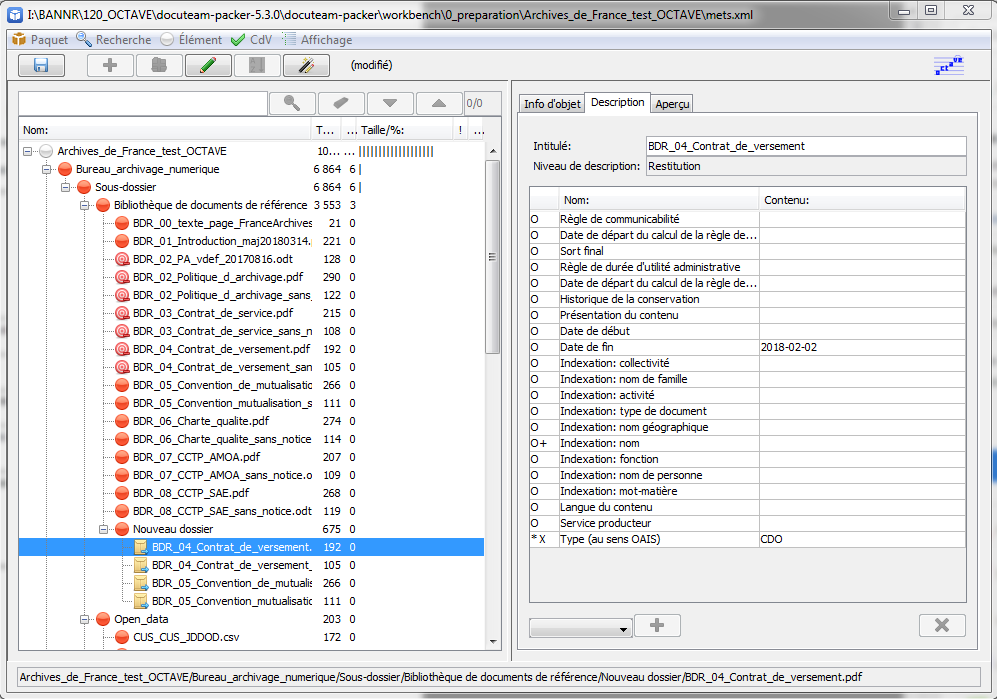 I:\BANNR\120_OCTAVE\docuteam-packer-5.3.0\docuteam-packer\workbench\0_preparation\Archives_de_France_test_OCTAVE\mets.xml
Paquet Recherche Élément CdV Affichage
(modifié)
0/0
Nom: T... ... Taille/%: ! ...
Archives_de_France_test_OCTAVE 10... ...
Bureau_archivage_numerique 6 864 6
Sous-dossier 6 864 6
Bibliothèque de documents de référence 3 553 3
BDR_00_texte_page_FranceArchives 21 0
BDR_01_Introduction_maj20180314. 221 0
BDR_02_PA_vdef_20170816.odt 128 0
BDR_02_Politique_d_archivage.pdf 290 0
BDR_02_Politique_d_archivage_sans_ 122 0
BDR_03_Contrat_de_service.pdf 215 0
BDR_03_Contrat_de_service_sans_n 108 0
BDR_04_Contrat_de_versement.pdf 192 0
BDR_04_Contrat_de_versement_san 105 0
BDR_05_Convention_de_mutualisatio 266 0
BDR_05_Convention_mutualisation_s 111 0
BDR_06_Charte_qualite.pdf 274 0
BDR_06_Charte_qualite_sans_notice 114 0
BDR_07_CCTP_AMOA.pdf 207 0
BDR_07_CCTP_AMOA_sans_notice.o 109 0
BDR_08_CCTP_SAE.pdf 268 0
BDR_08_CCTP_SAE_sans_notice.odt 119 0
Nouveau dossier 675 0
BDR_04_Contrat_de_versement. 192 0
BDR_04_Contrat_de_versement_ 105 0
BDR_05_Convention_de_mutualis 266 0
BDR_05_Convention_mutualisatio 111 0
Open_data 203 0
CUS_CUS_JDDOD.csv 172 0
Info d'objet Description Aperçu
Intitulé: BDR_04_Contrat_de_versement
Niveau de description: Restitution
Nom: Contenu:
O Règle de communicabilité
O Date de départ du calcul de la règle de...
O Sort final
O Règle de durée d'utilité administrative
O Date de départ du calcul de la règle de...
O Historique de la conservation
O Présentation du contenu
O Date de début
O Date de fin 2018-02-02
O Indexation: collectivité
O Indexation: nom de famille
O Indexation: activité
O Indexation: type de document
O Indexation: nom géographique
O+ Indexation: nom
O Indexation: fonction
O Indexation: nom de personne
O Indexation: mot-matière
O Langue du contenu
O Service producteur
*X Type (au sens OAIS) CDO
Archives_de_France_test_OCTAVE/Bureau_archivage_numerique/Sous-dossier/Bibliothèque de documents de référence/Nouveau dossier/BDR_04_Contrat_de_versement.pdf